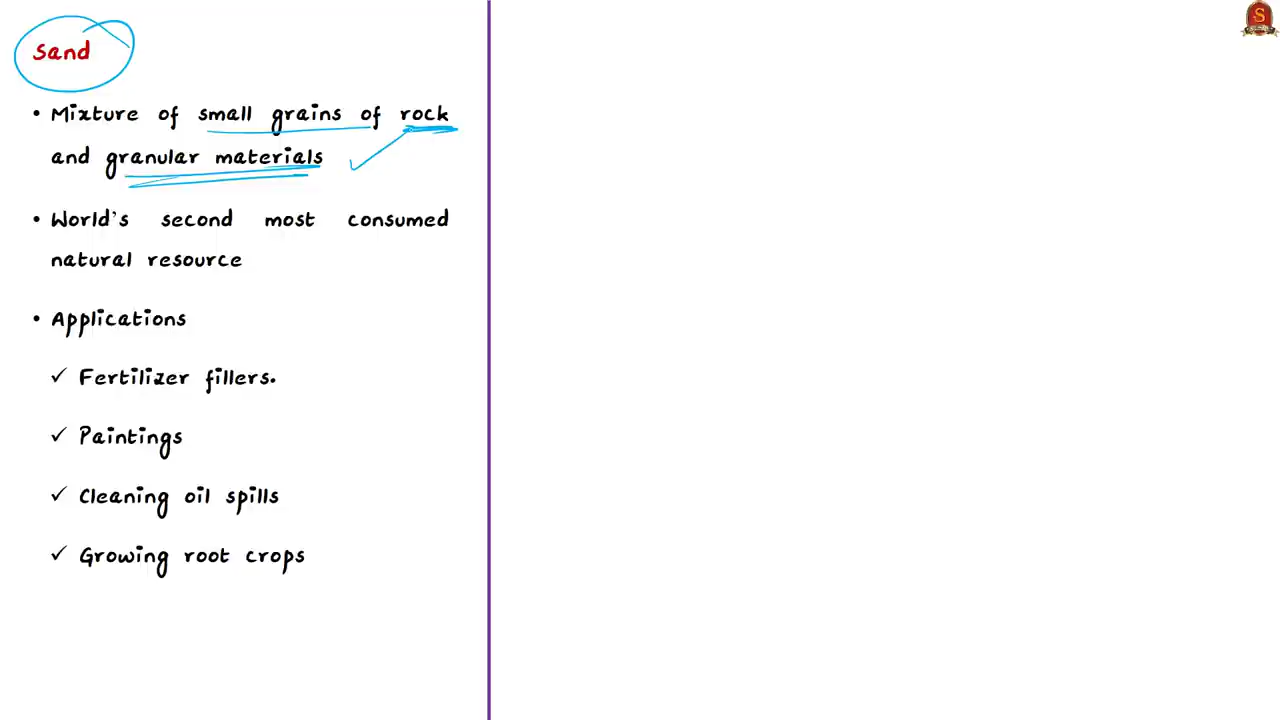 Sand
• Mixture of small grains of rock
and granular materials
• World's second most consumed
natural resource
• Applications
✓ Fertilizer fillers.
✓ Paintings
✓ Cleaning oil spills
✓ Growing root crops
S